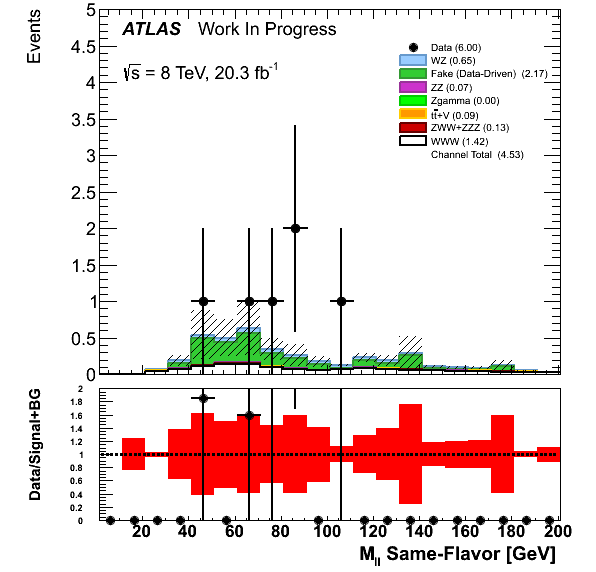 ATLAS Work In Progress
√s = 8 TeV, 20.3 fb-1
Data (6.00)
WZ (0.65)
Fake (Data-Driven) (2.17)
ZZ (0.07)
Zgamma (0.00)
tt̄+V (0.09)
ZWW+ZZZ (0.13)
WWW (1.42)
Channel Total (4.53)
Events
5
4.5
4
3.5
3
2.5
2
1.5
1
0.5
0
Data/Signal+BG
2
1.8
1.6
1.4
1.2
1
0.8
0.6
0.4
0.2
0
20 40 60 80 100 120 140 160 180 200
Mll Same-Flavor [GeV]